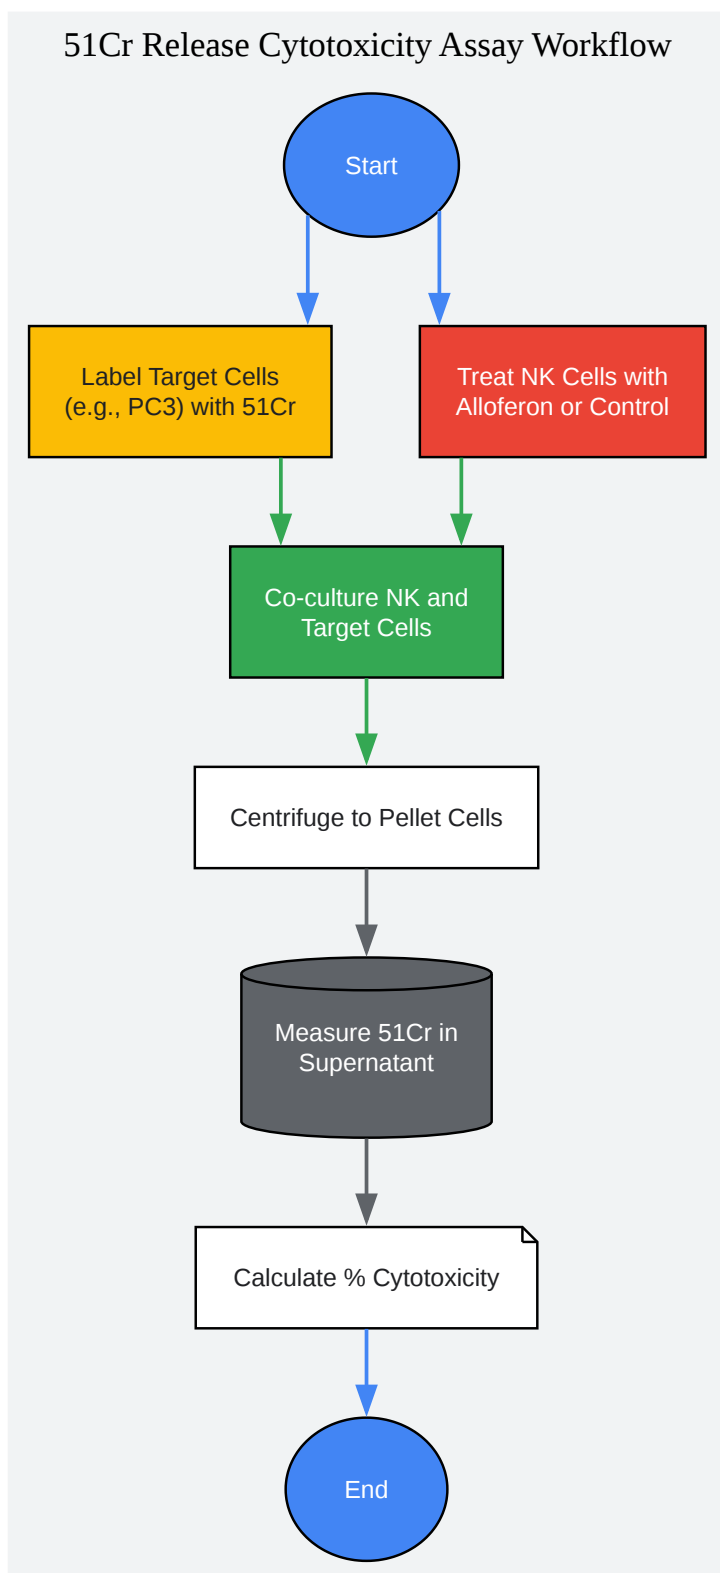 51Cr Release Cytotoxicity Assay Workflow
Start
Label Target Cells
(e.g., PC3) with 51Cr
Treat NK Cells with
Alloferon or Control
Co-culture NK and
Target Cells
Centrifuge to Pellet Cells
Measure 51Cr in
Supernatant
Calculate % Cytotoxicity
End